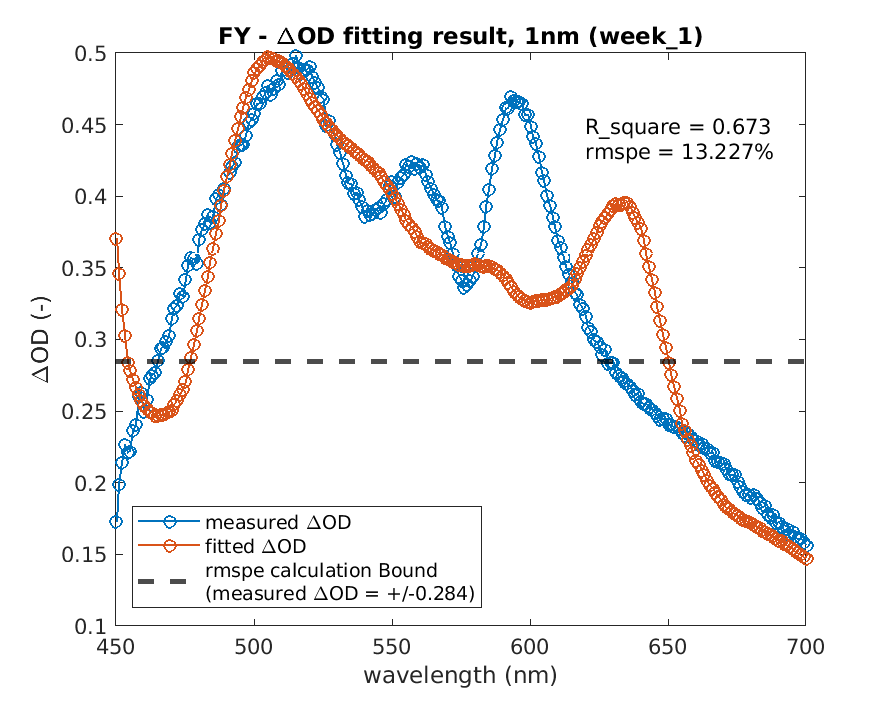 FY - ΔOD fitting result, 1nm (week_1)
0.5
0.45
0.4
0.35
0.3
0.25
0.2
0.15
0.1
ΔOD (-)
R_square = 0.673
rmspe = 13.227%
measured ΔOD
fitted ΔOD
rmspe calculation Bound
(measured ΔOD = +/-0.284)
450 500 550 600 650 700
wavelength (nm)